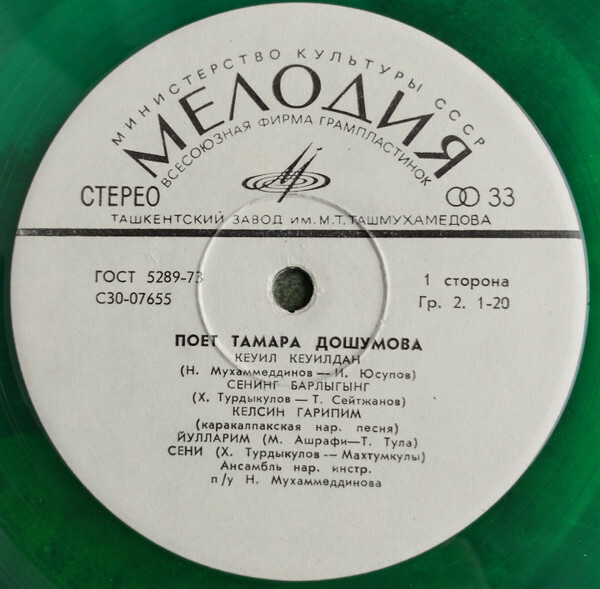 МИНИСТЕРСТВО КУЛЬТУРЫ СССР
МЕЛОДИЯ
ВСЕСОЮЗНАЯ ФИРМА ГРАМПЛАСТИНОК
СТЕРЕО 33
ТАШКЕНТСКИЙ ЗАВОД ИМ. М.Т. ТАШМУХАМЕДОВА
ГОСТ 5289-73 1 сторона
С30-07655 Гр. 2. 1-20
ПОЕТ ТАМАРА ДОШУМОВА
КЕУИЛ КЕУИЛДАН
(Н. Мухаммеддинов — И. Юсупов)
СЕНИНГ БАРЛЫГЫНГ
(Х. Турдыкулов — Т. Сейтжанов)
КЕЛСИН ГАРИПИМ
(каракалпакская нар. песня)
ЙУЛЛАРИМ (М. Ашрафи—Т. Тула)
СЕНИ (Х. Турдыкулов -- Махтумкулы)
Ансамбль нар. инстр.
п/у Н. Мухаммеддинова